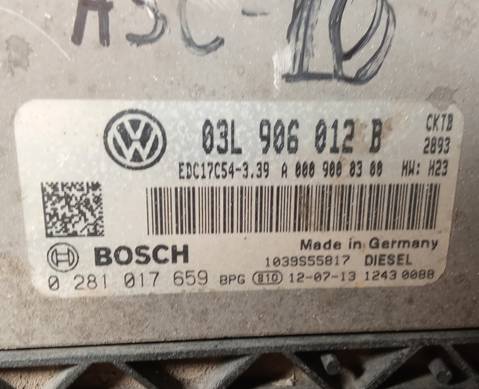 ASC-10
03L 906 012 B CKTB
2893
EDC17C54-3.39 A 000 900 03 00 HW: H23
Made in Germany
BOSCH
1039S55817 DIESEL
0 281 017 659 BPG 810 12-07-13 1243 0088